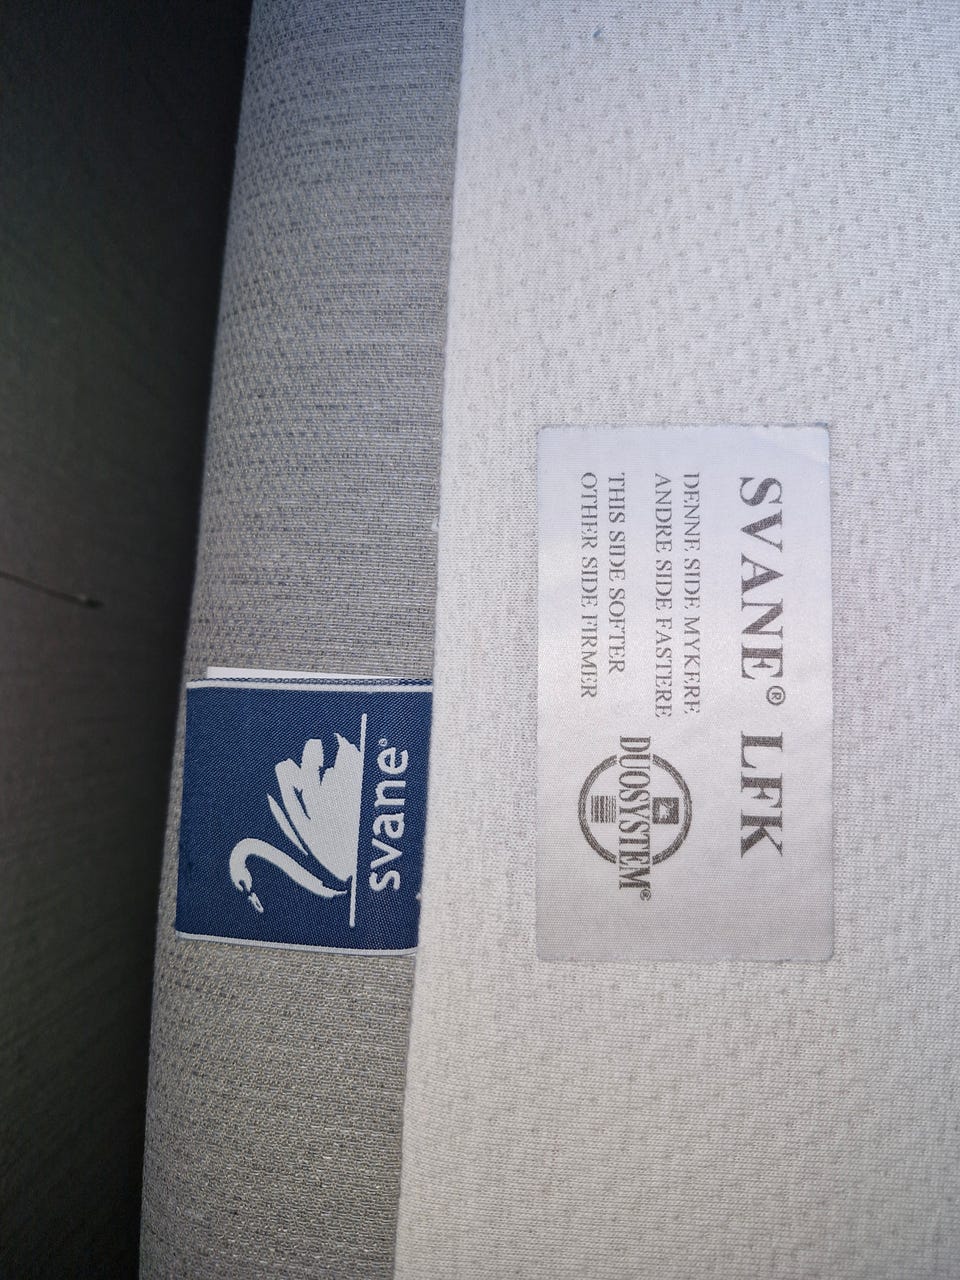 SVANE® LFK
DENNE SIDE MYKERE
ANDRE SIDE FASTERE
THIS SIDE SOFTER
OTHER SIDE FIRMER
DUOSYSTEM®
svane®